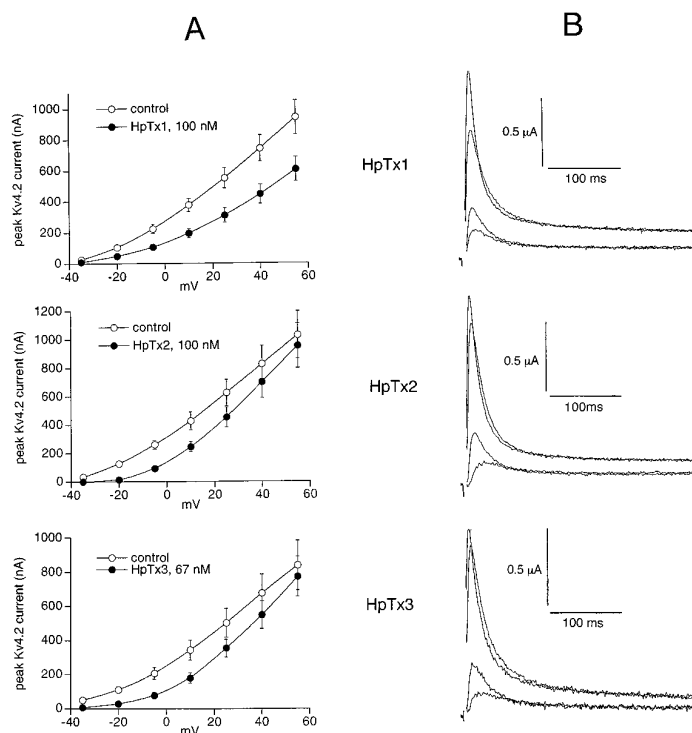 A
B
peak Kv4.2 current (nA)
1000
800
600
400
200
0
control
HpTx1, 100 nM
-40 -20 0 20 40 60
mV
HpTx1
0.5 µA
100 ms
peak Kv4.2 current (nA)
1200
1000
800
600
400
200
0
control
HpTx2, 100 nM
-40 -20 0 20 40 60
mV
HpTx2
0.5 µA
100ms
peak Kv4.2 current (nA)
1000
800
600
400
200
0
control
HpTx3, 67 nM
-40 -20 0 20 40 60
mV
HpTx3
0.5 µA
100 ms